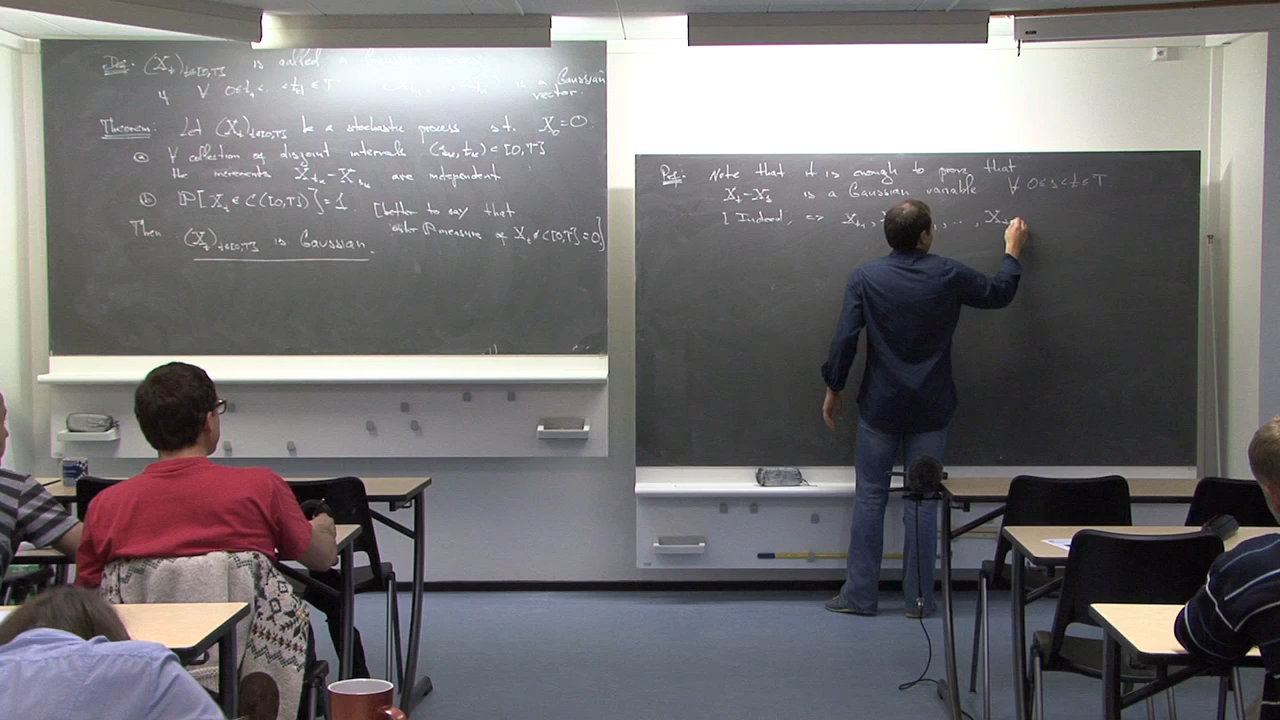 Def: (X_t)_{t∈[0,T]} is called a Gaussian process
if ∀ 0≤t_1< … <t_n≤T is a Gaussian
vector.
Theorem: Let (X_t)_{t∈[0,T]} be a stochastic process s.t. X_0=0.
ⓐ ∀ collection of disjoint intervals (s_k,t_k)⊂[0,T]
the increments X_{t_k}-X_{s_k} are independent
ⓑ P[X_t∈C([0,T])]=1. [better to say that
outer P measure of X_t∉C[0,T]=0]
Then (X_t)_{t∈[0,T]} is Gaussian.
Note that it is enough to prove that
X_t-X_s is a Gaussian variable ∀ 0≤s<t≤T.
[Indeed, => X_{t_1}, , …, X_{t_n